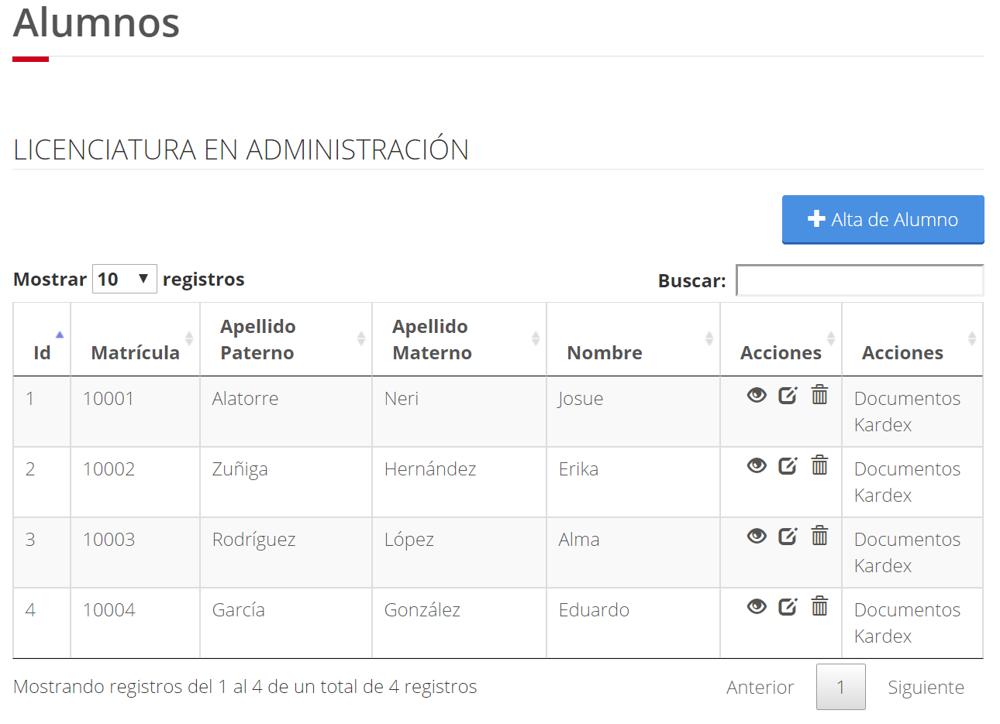 Alumnos
LICENCIATURA EN ADMINISTRACIÓN
Alta de Alumno
Mostrar 10 registros
Buscar:
Id Matrícula Apellido Paterno Apellido Materno Nombre Acciones Acciones
1 10001 Alatorre Neri Josue Documentos
Kardex
2 10002 Zuñiga Hernández Erika Documentos
Kardex
3 10003 Rodríguez López Alma Documentos
Kardex
4 10004 García González Eduardo Documentos
Kardex
Mostrando registros del 1 al 4 de un total de 4 registros
Anterior 1 Siguiente